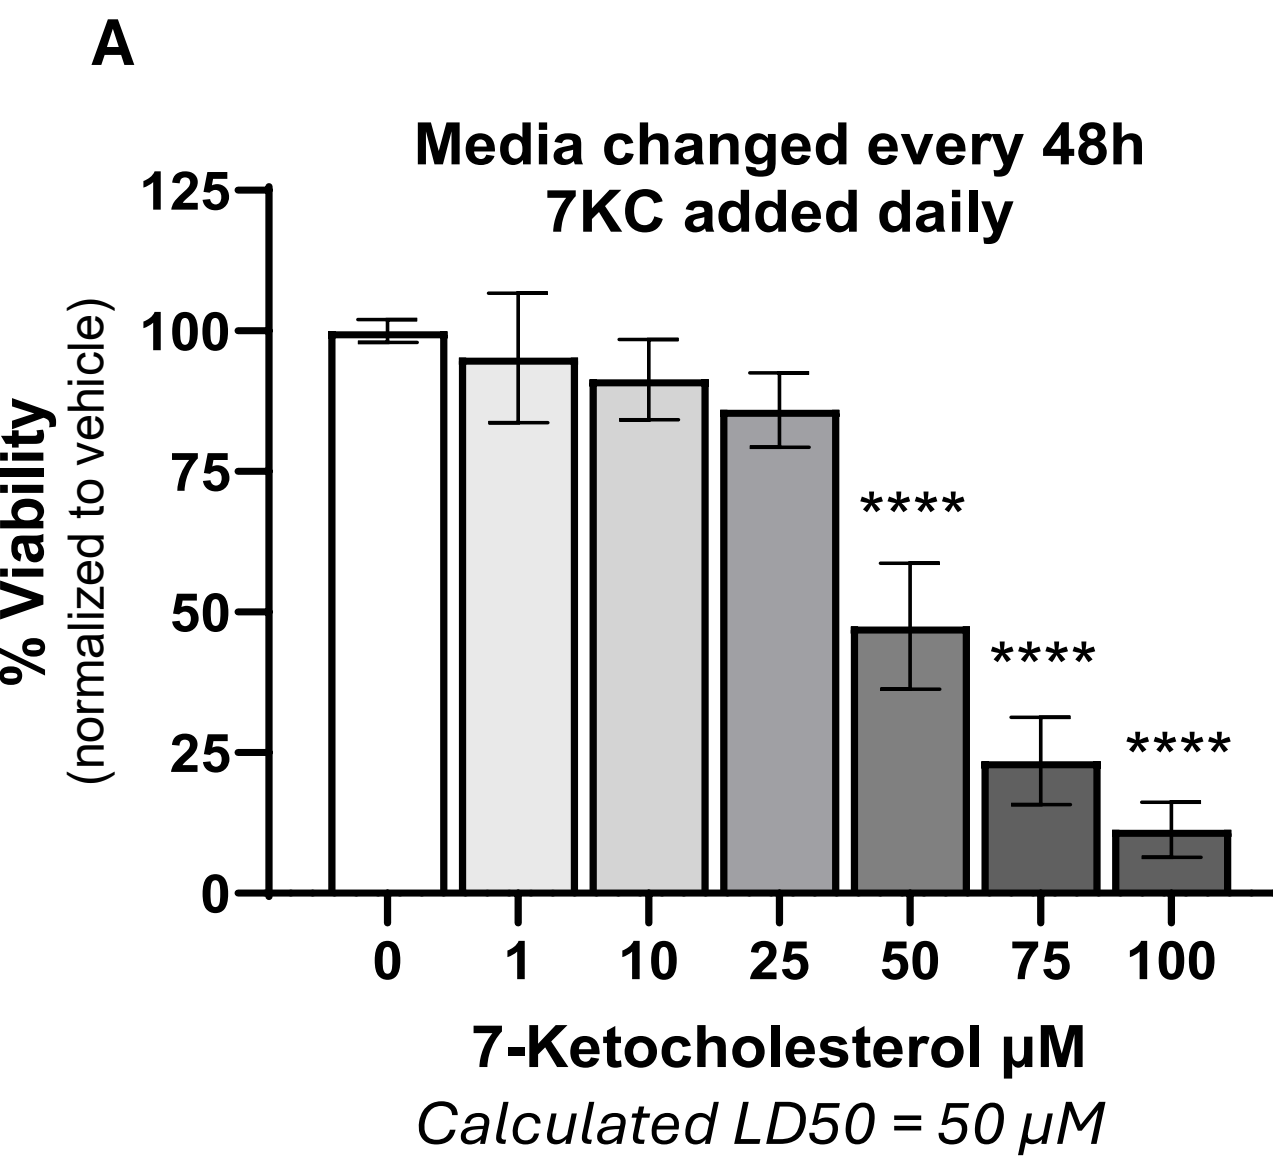 A
Media changed every 48h
7KC added daily
% Viability
(normalized to vehicle)
125
100
75
50
25
0
****
****
****
0 1 10 25 50 75 100
7-Ketocholesterol µM
Calculated LD50 = 50 µM